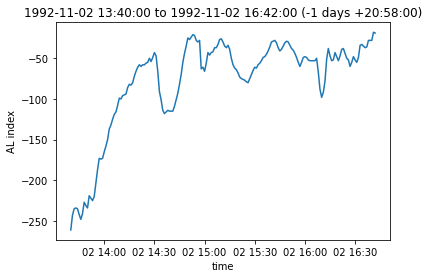 1992-11-02 13:40:00 to 1992-11-02 16:42:00 (-1 days +20:58:00)
AL index
−50
−100
−150
−200
−250
02 14:00 02 14:30 02 15:00 02 15:30 02 16:00 02 16:30
time